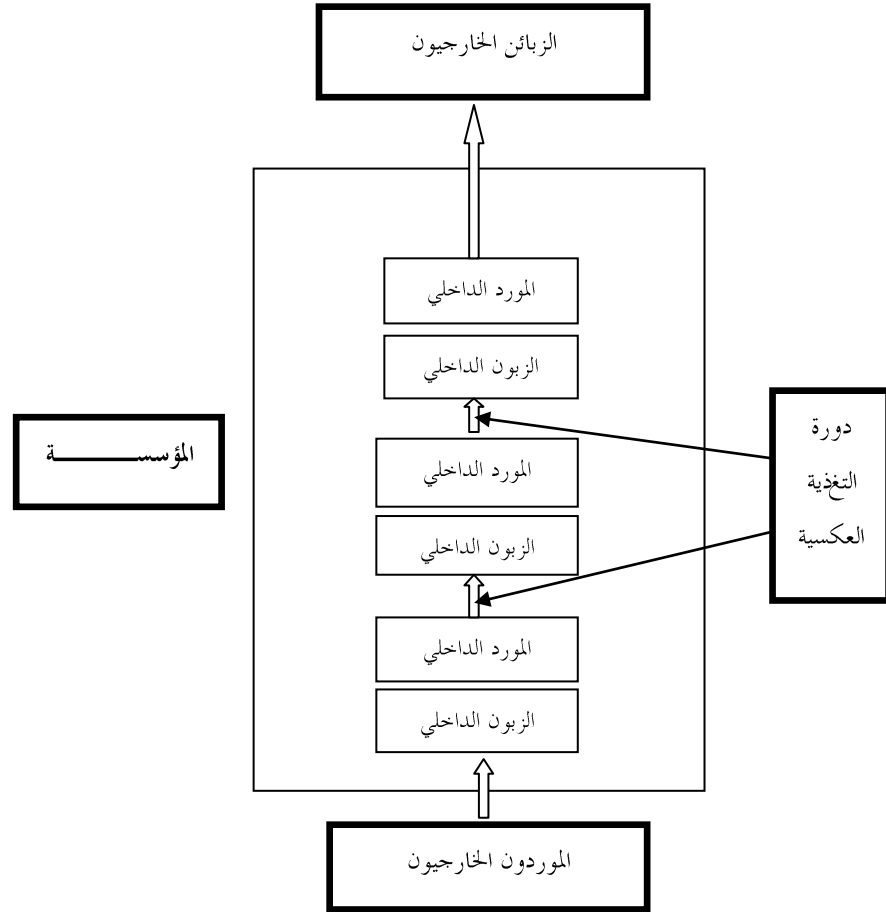 الزبائن الخارجيون
المورد الداخلي
الزبون الداخلي
دورة
التغذية
العكسية
المؤسســـــــــــة
المورد الداخلي
الزبون الداخلي
المورد الداخلي
الزبون الداخلي
الموردون الخارجيون